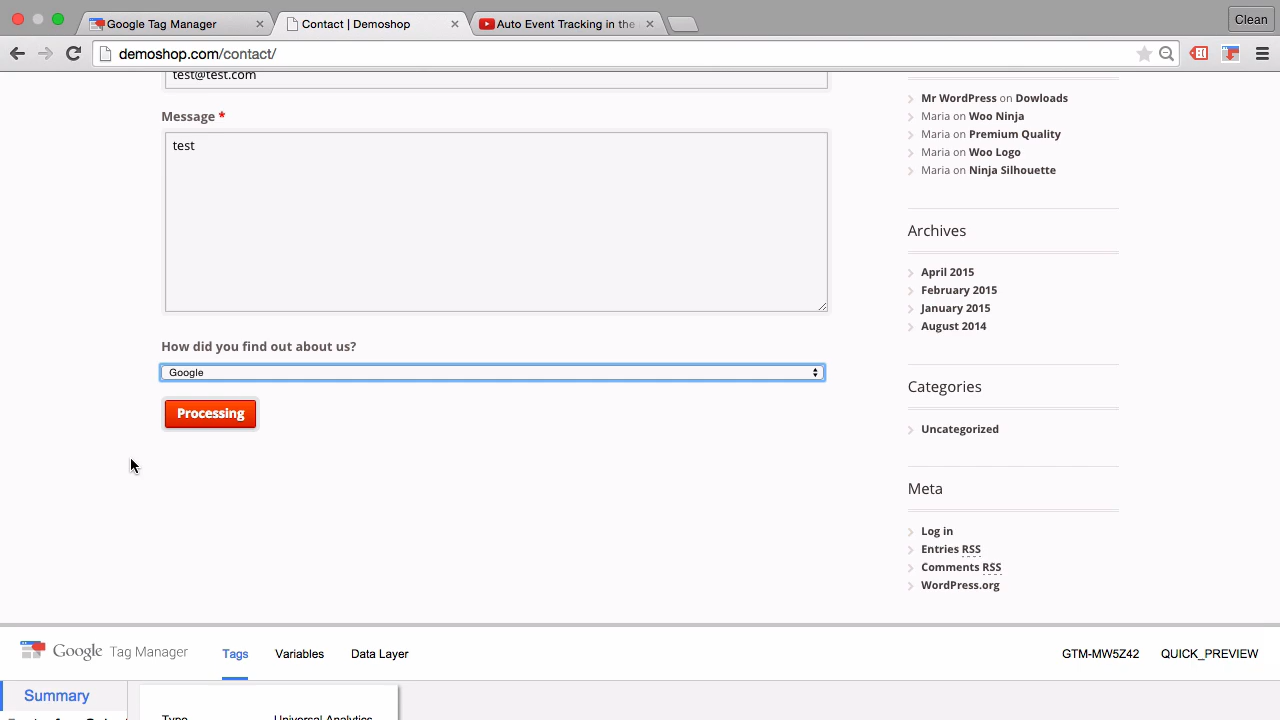 Google Tag Manager
Contact | Demoshop
Auto Event Tracking in the
Clean
demoshop.com/contact/
test@test.com
Message *
test
How did you find out about us?
Google
Processing
Mr WordPress on Dowloads
Maria on Woo Ninja
Maria on Premium Quality
Maria on Woo Logo
Maria on Ninja Silhouette
Archives
April 2015
February 2015
January 2015
August 2014
Categories
Uncategorized
Meta
Log in
Entries RSS
Comments RSS
WordPress.org
Google Tag Manager
Tags
Variables
Data Layer
GTM-MW5Z42
QUICK_PREVIEW
Summary
Type
Universal Analytics